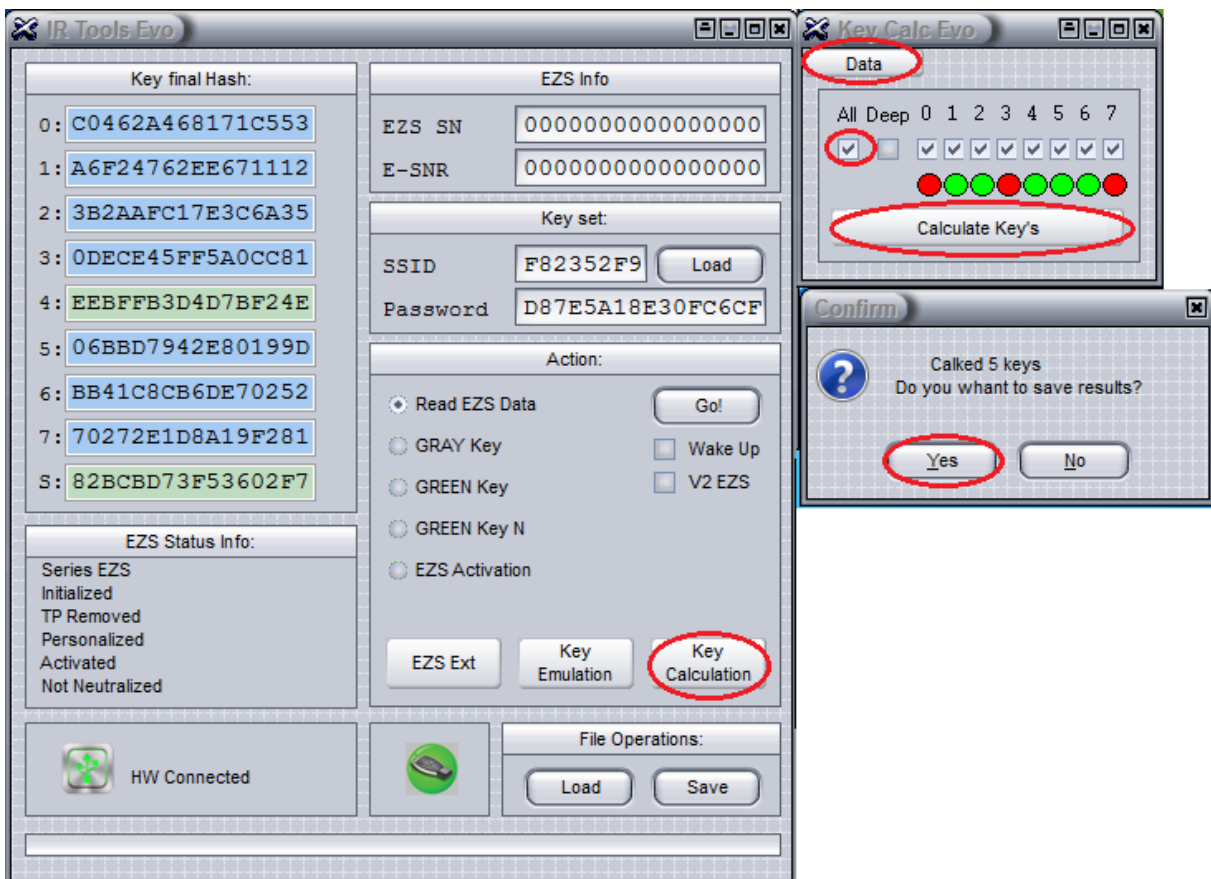 IR Tools Evo
Key final Hash:
0: C0462A468171C553
1: A6F24762EE671112
2: 3B2AAFC17E3C6A35
3: 0DECE45FF5A0CC81
4: EEBFFB3D4D7BF24E
5: 06BBD7942E80199D
6: BB41C8CB6DE70252
7: 70272E1D8A19F281
S: 82BCBD73F53602F7
EZS Status Info:
Series EZS
Initialized
TP Removed
Personalized
Activated
Not Neutralized
HW Connected
EZS Info
EZS SN 0000000000000000
E-SNR 0000000000000000
Key set:
SSID F82352F9 Load
Password D87E5A18E30FC6CF
Action:
Read EZS Data Go!
GRAY Key Wake Up
GREEN Key V2 EZS
GREEN Key N
EZS Activation
EZS Ext
Key
Emulation
Key
Calculation
File Operations:
Load Save
Key Calc Evo
Data
All Deep 0 1 2 3 4 5 6 7
Calculate Key's
Confirm
Calked 5 keys
Do you whant to save results?
Yes No